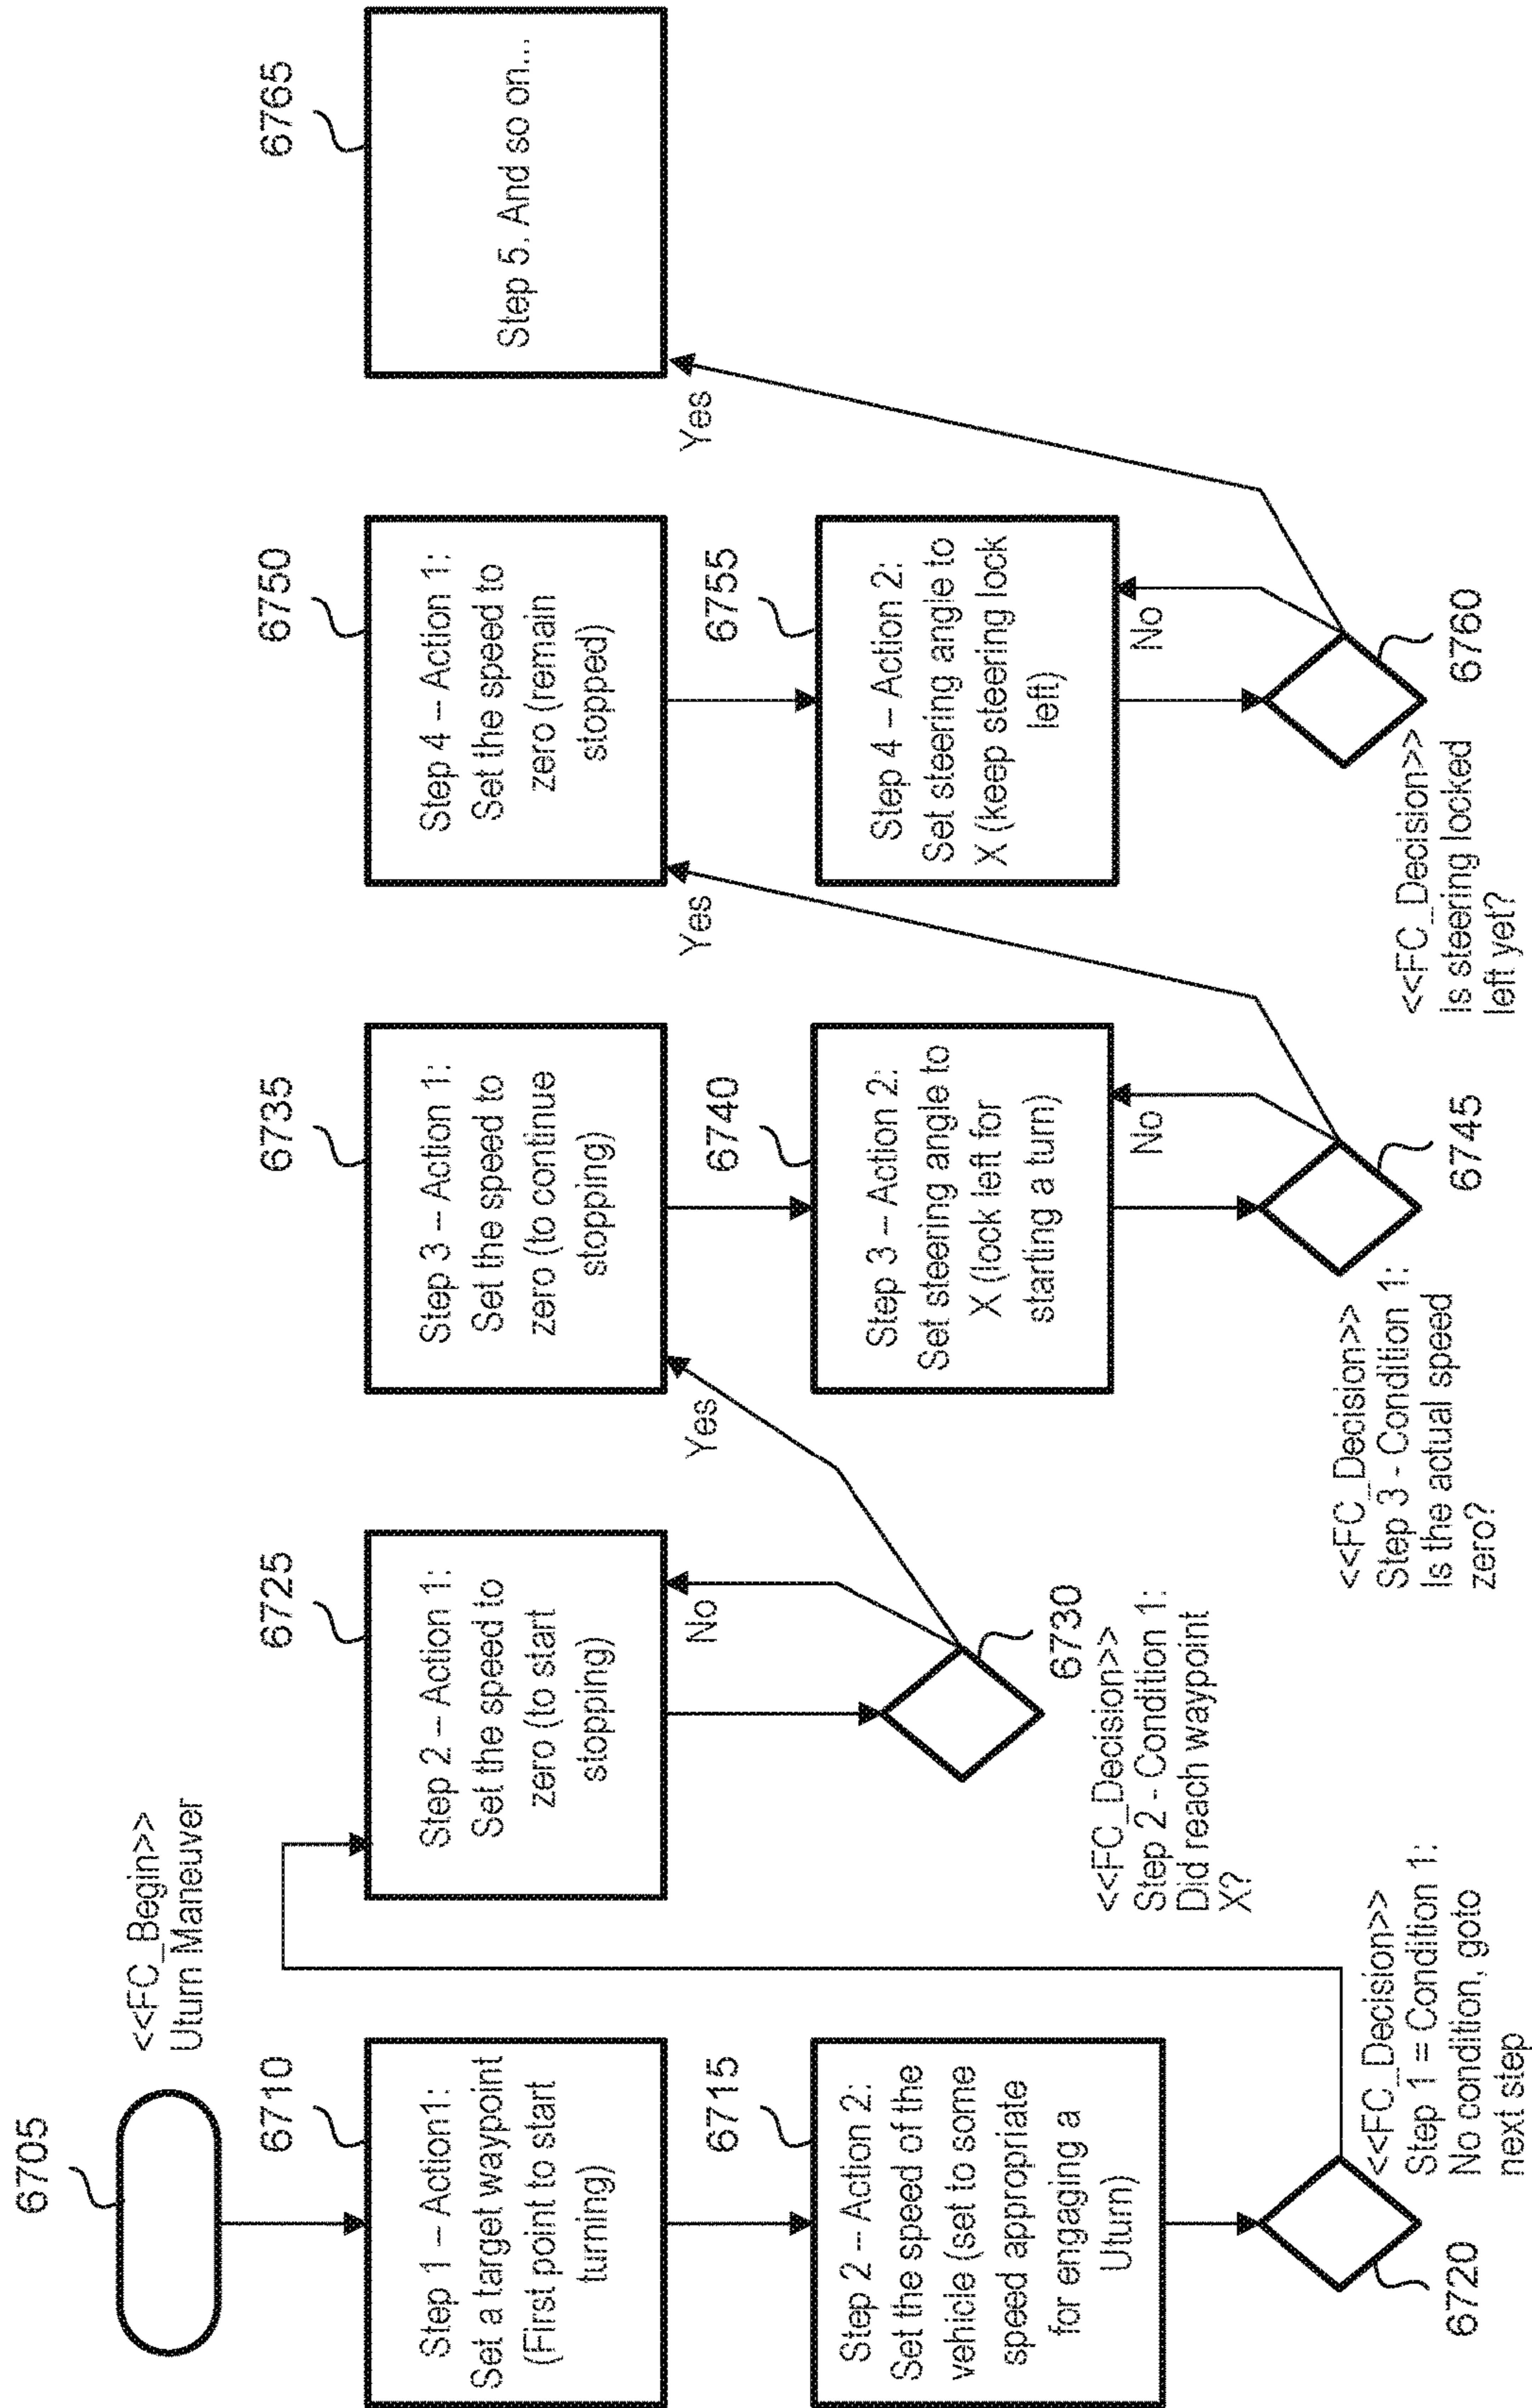 6705
<<FC_Begin>>
Uturn Maneuver
6710
Step 1 – Action1:
Set a target waypoint
(First point to start
turning)
6715
Step 2 – Action 2:
Set the speed of the
vehicle (set to some
speed appropriate
for engaging a
Uturn)
6720
<<FC_Decision>>
Step 1 = Condition 1:
No condition, goto
next step
6725
Step 2 – Action 1:
Set the speed to
zero (to start
stopping)
No
Yes
6730
<<FC_Decision>>
Step 2 - Condition 1:
Did reach waypoint
X?
6735
Step 3 – Action 1:
Set the speed to
zero (to continue
stopping)
6740
Step 3 – Action 2:
Set steering angle to
X (lock left for
starting a turn)
No
Yes
6745
<<FC_Decision>>
Step 3 - Condition 1:
Is the actual speed
zero?
6750
Step 4 – Action 1:
Set the speed to
zero (remain
stopped)
6755
Step 4 – Action 2:
Set steering angle to
X (keep steering lock
left)
No
Yes
6760
<<FC_Decision>>
Is steering locked
left yet?
6765
Step 5. And so on...